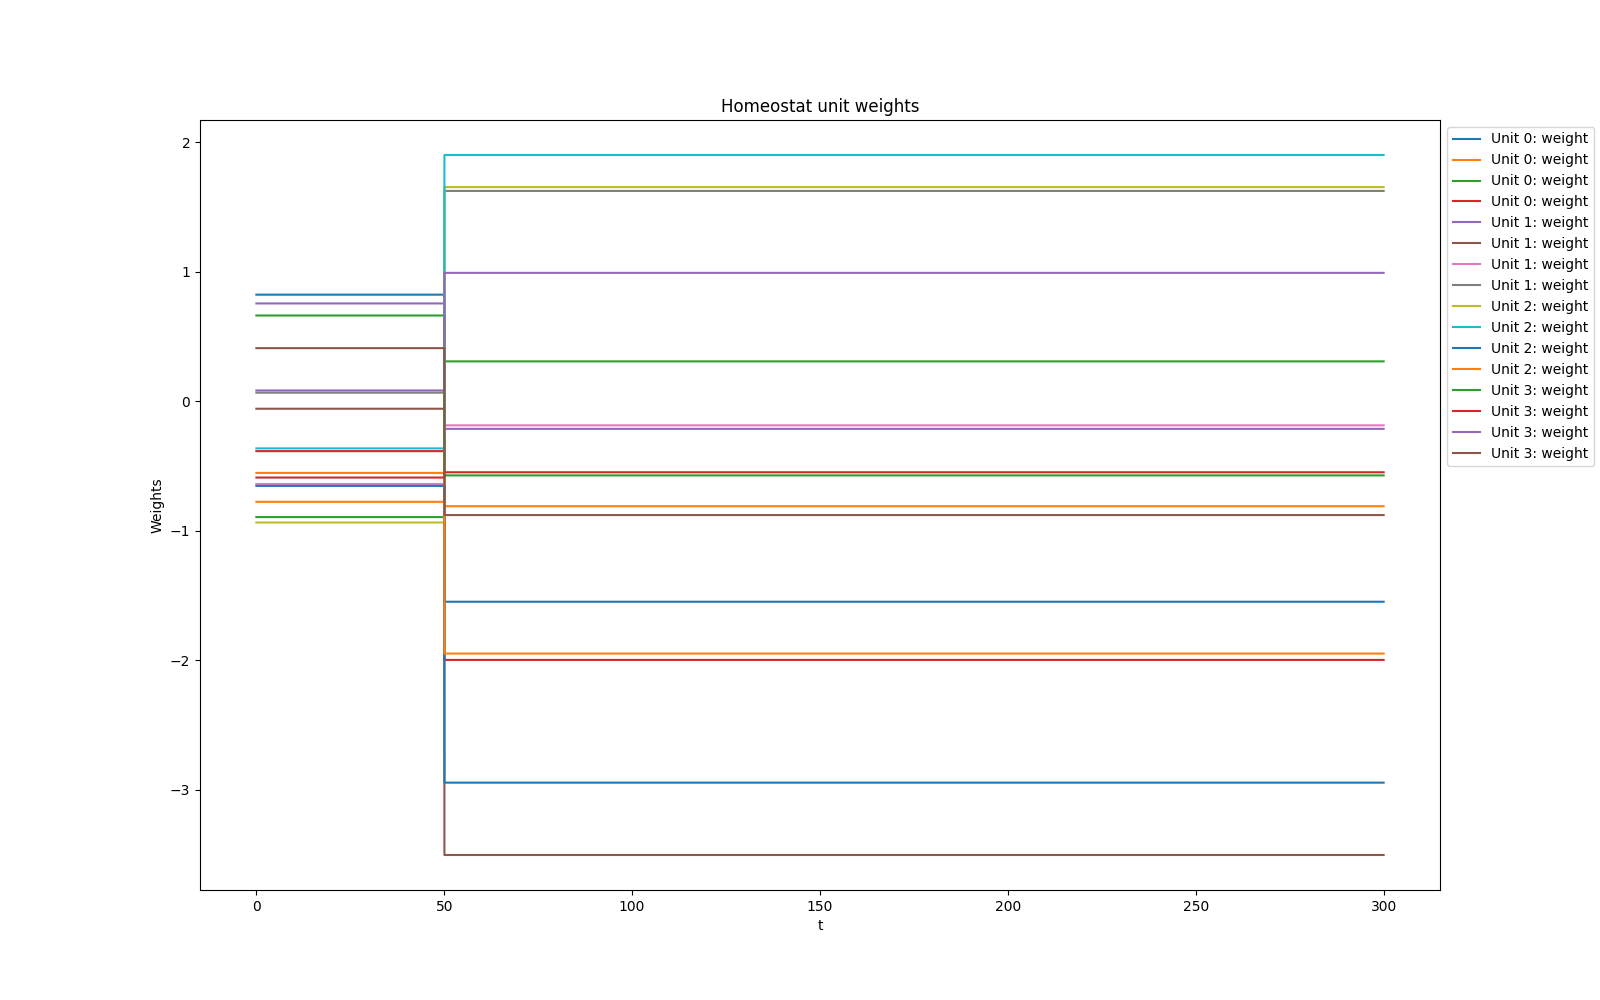 Homeostat unit weights
2
1
0
−1
−2
−3
Weights
0
50
100
150
200
250
300
t
Unit 0: weight
Unit 0: weight
Unit 0: weight
Unit 0: weight
Unit 1: weight
Unit 1: weight
Unit 1: weight
Unit 1: weight
Unit 2: weight
Unit 2: weight
Unit 2: weight
Unit 2: weight
Unit 3: weight
Unit 3: weight
Unit 3: weight
Unit 3: weight